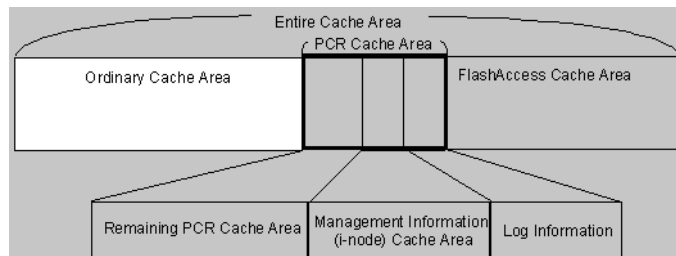 Entire Cache Area
PCR Cache Area
Ordinary Cache Area
FlashAccess Cache Area
Remaining PCR Cache Area
Management Information
(i-node) Cache Area
Log Information